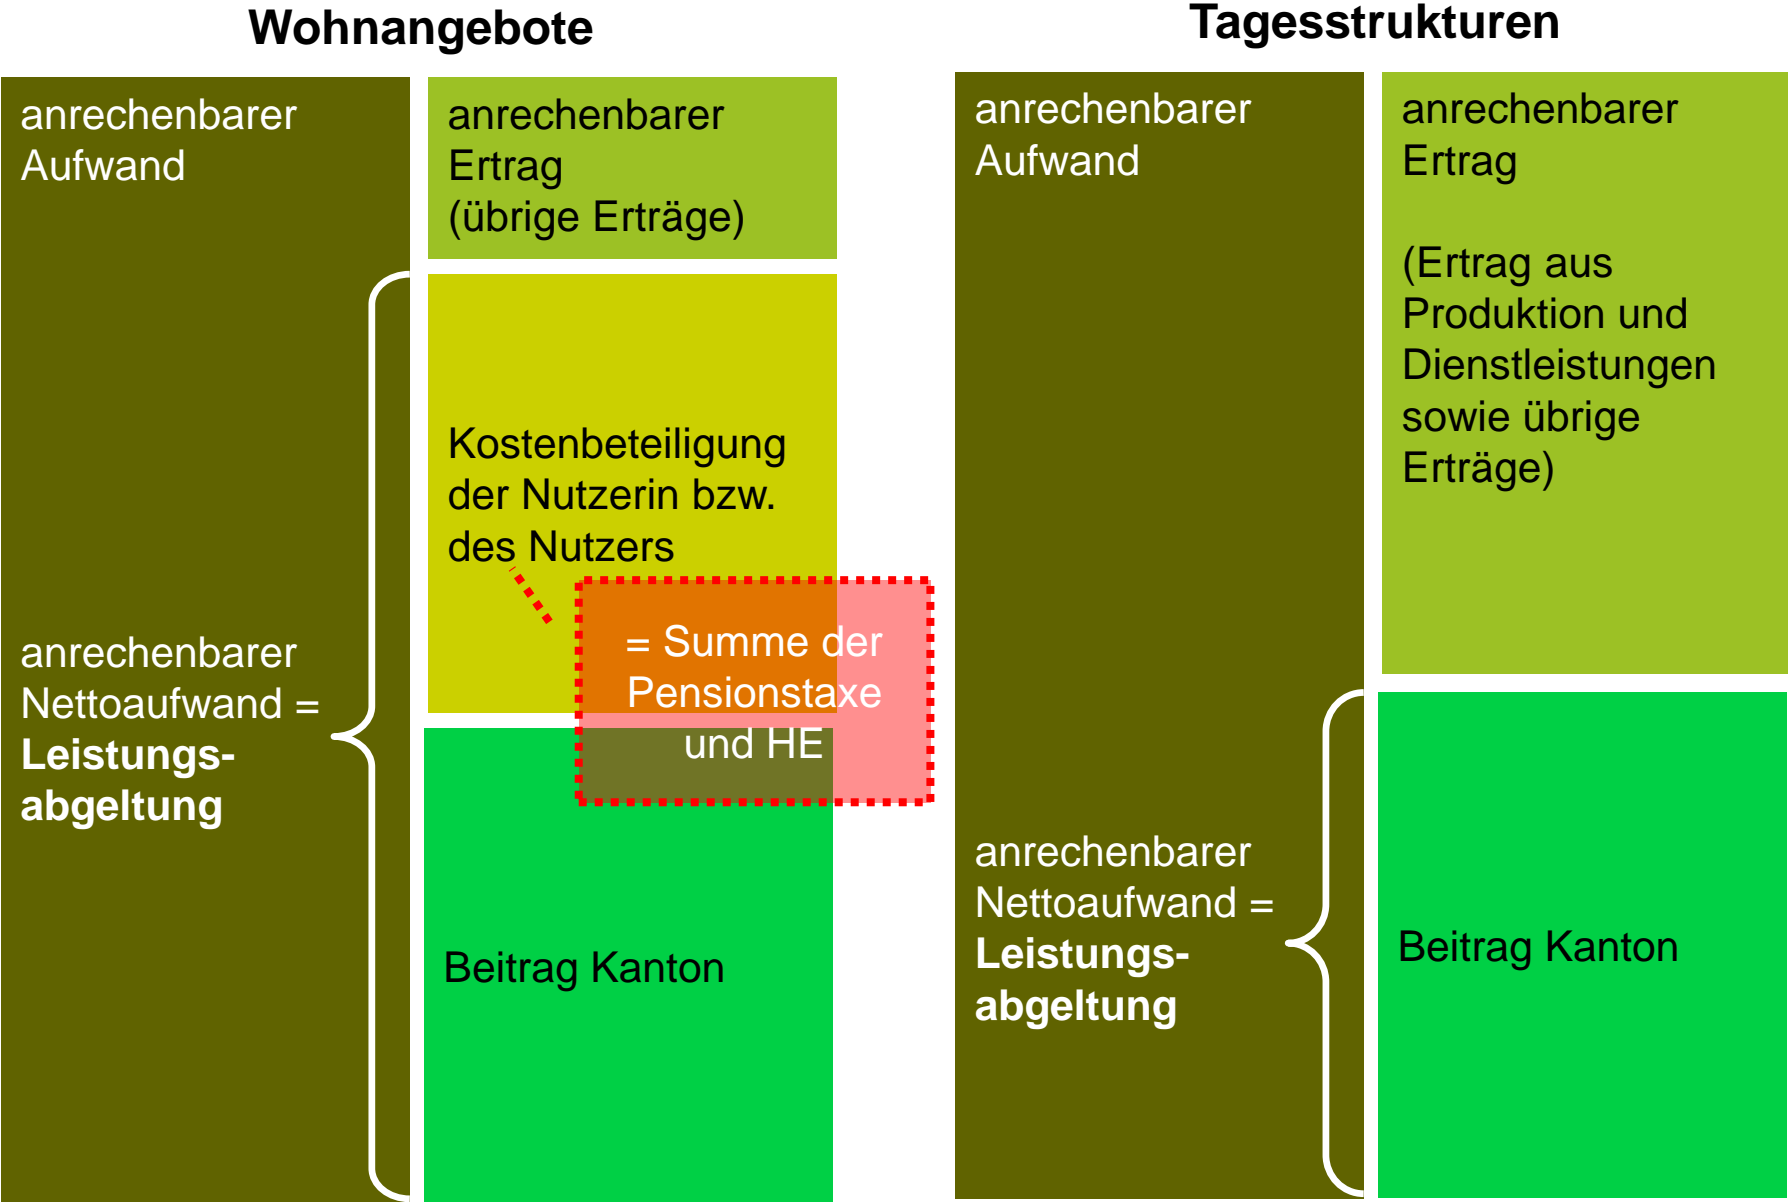 Wohnangebote
anrechenbarer
Aufwand
anrechenbarer
Nettoaufwand =
Leistungs-
abgeltung
anrechenbarer
Ertrag
(übrige Erträge)
Kostenbeteiligung
der Nutzerin bzw.
des Nutzers
= Summe der
Pensionstaxe
und HE
Beitrag Kanton
Tagesstrukturen
anrechenbarer
Aufwand
anrechenbarer
Nettoaufwand =
Leistungs-
abgeltung
anrechenbarer
Ertrag
(Ertrag aus
Produktion und
Dienstleistungen
sowie übrige
Erträge)
Beitrag Kanton